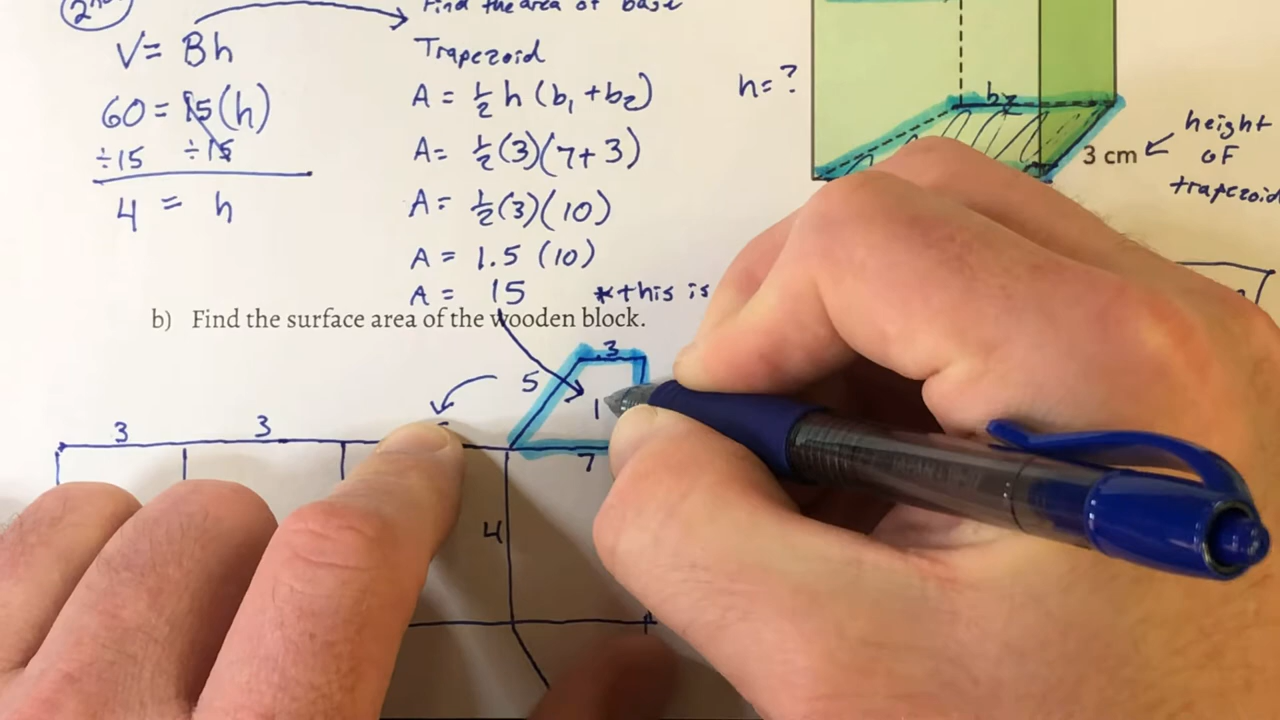 2nd
Find the area of base
V = Bh
Trapezoid
60 = 15(h)
÷15 ÷15
4 = h
A = ½ h (b₁ + b₂)
A = ½(3)(7+3)
A = ½(3)(10)
A = 1.5 (10)
A = 15 *this is
h = ?
b₂
3 cm
height
of
trapezoid
b) Find the surface area of the wooden block.
3
5
1
3
3
7
4